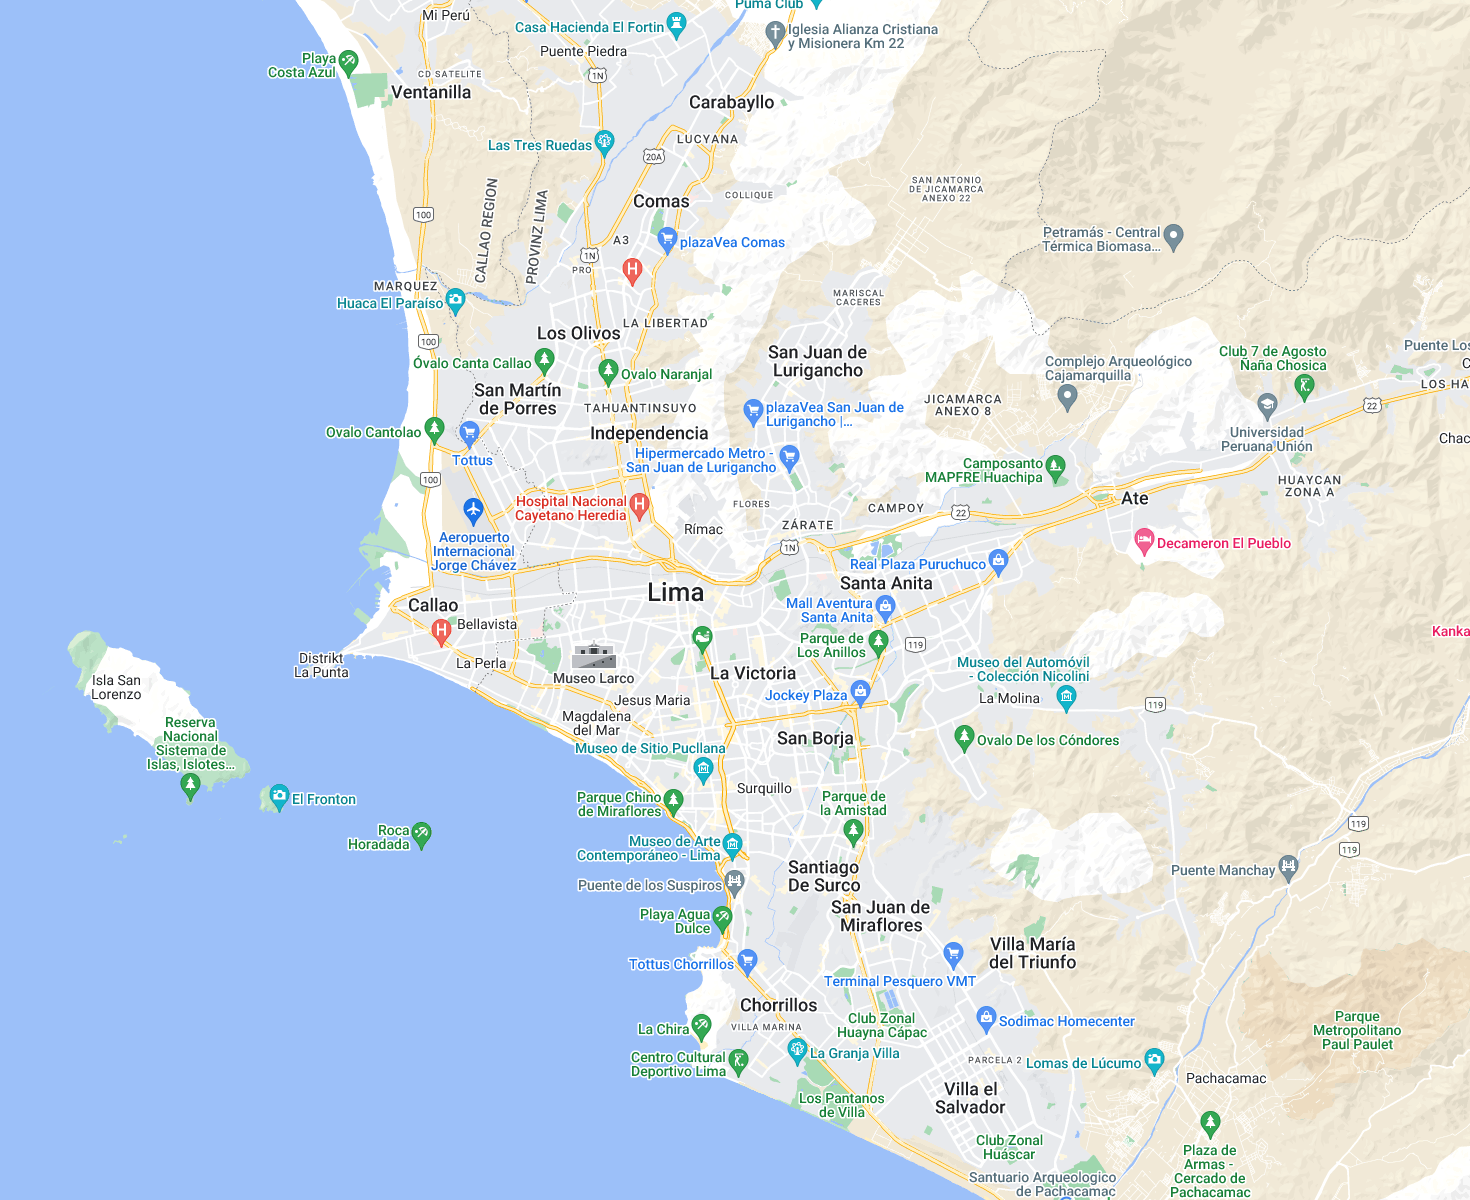 Puma Club
Mi Perú
Casa Hacienda El Fortin
Iglesia Alianza Cristiana
y Misionera Km 22
Puente Piedra
Playa
Costa Azul
CD SATELITE
1N
Ventanilla
Carabayllo
LUCYANA
Las Tres Ruedas
20A
SAN ANTONIO
DE JICAMARCA
ANEXO 22
COLLIQUE
Comas
100
CALLAO REGION
PROVINZ LIMA
A3
plazaVea Comas
Petramás - Central
Térmica Biomasa...
1N
PRO
H
MARQUEZ
Huaca El Paraíso
MARISCAL
CACERES
LA LIBERTAD
Los Olivos
100
Óvalo Canta Callao
Ovalo Naranjal
San Juan de
Lurigancho
Complejo Arqueológico
Cajamarquilla
Club 7 de Agosto
Ñaña Chosica
Puente Los
C
LOS HA
San Martín
de Porres
TAHUANTINSUYO
plazaVea San Juan de
Lurigancho |...
JICAMARCA
ANEXO 8
22
Ovalo Cantolao
Independencia
Universidad
Peruana Unión
Chac
Tottus
Hipermercado Metro -
San Juan de Lurigancho
Camposanto
MAPFRE Huachipa
100
HUAYCAN
ZONA A
Hospital Nacional
Cayetano Heredia
H
FLORES
CAMPOY
22
Ate
Rímac
ZÁRATE
Aeropuerto
Internacional
Jorge Chávez
1N
Decameron El Pueblo
Real Plaza Puruchuco
Santa Anita
Lima
Callao
Mall Aventura
Santa Anita
Bellavista
H
Kanka
Parque de
Los Anillos
119
Distrikt
La Punta
La Perla
Museo Larco
La Victoria
Museo del Automóvil
- Colección Nicolini
Isla San
Lorenzo
Jesus Maria
Jockey Plaza
La Molina
119
Magdalena
del Mar
Reserva
Nacional
Sistema de
Islas, Islotes...
San Borja
Ovalo De los Cóndores
Museo de Sitio Pucllana
Surquillo
El Fronton
Parque Chino
de Miraflores
Parque de
la Amistad
119
Roca
Horadada
Museo de Arte
Contemporáneo - Lima
119
Santiago
De Surco
Puente Manchay
Puente de los Suspiros
Playa Agua
Dulce
San Juan de
Miraflores
Villa María
del Triunfo
Tottus Chorrillos
Terminal Pesquero VMT
Chorrillos
La Chira
VILLA MARINA
Club Zonal
Huayna Cápac
Sodimac Homecenter
Parque
Metropolitano
Paul Paulet
Centro Cultural
Deportivo Lima
La Granja Villa
PARCELA 2
Lomas de Lúcumo
Pachacamac
Los Pantanos
de Villa
Villa el
Salvador
Club Zonal
Huáscar
Plaza de
Armas -
Cercado de
Pachacamac
Santuario Arqueologico
de Pachacamac